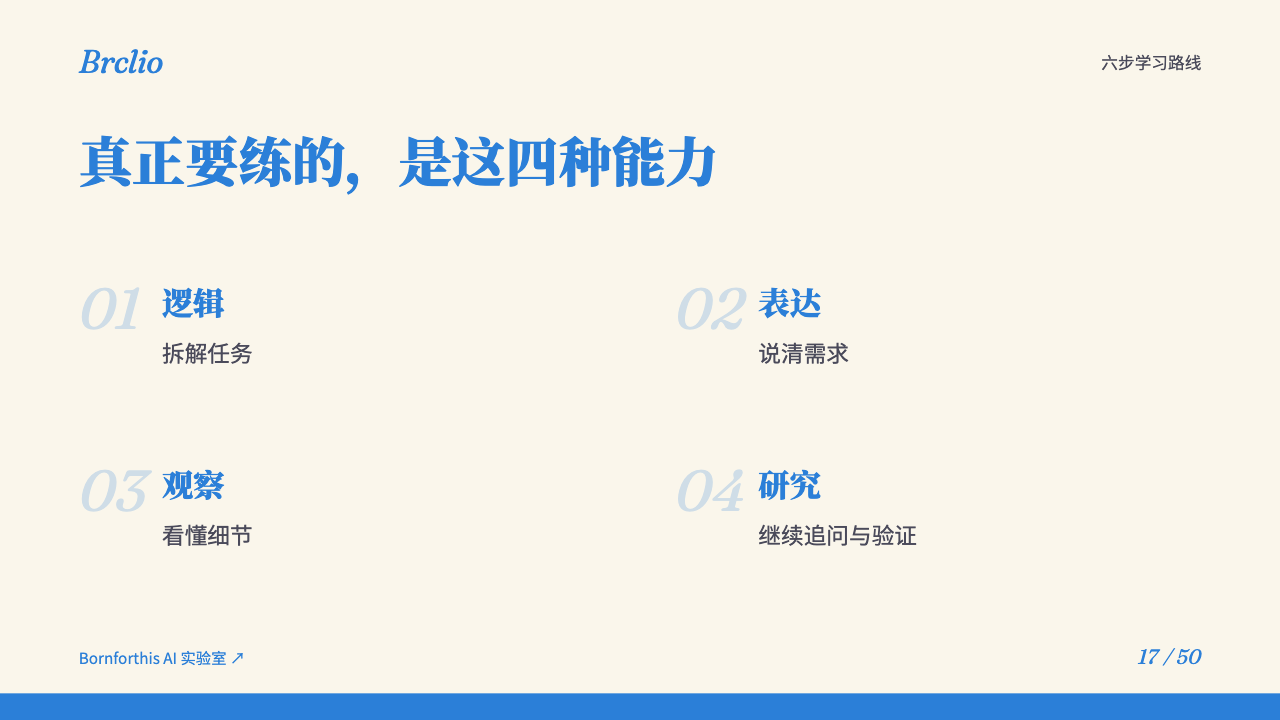 Brclio
六步学习路线
真正要练的，是这四种能力
01 逻辑
拆解任务
02 表达
说清需求
03 观察
看懂细节
04 研究
继续追问与验证
Bornforthis AI 实验室 ↗
17 / 50